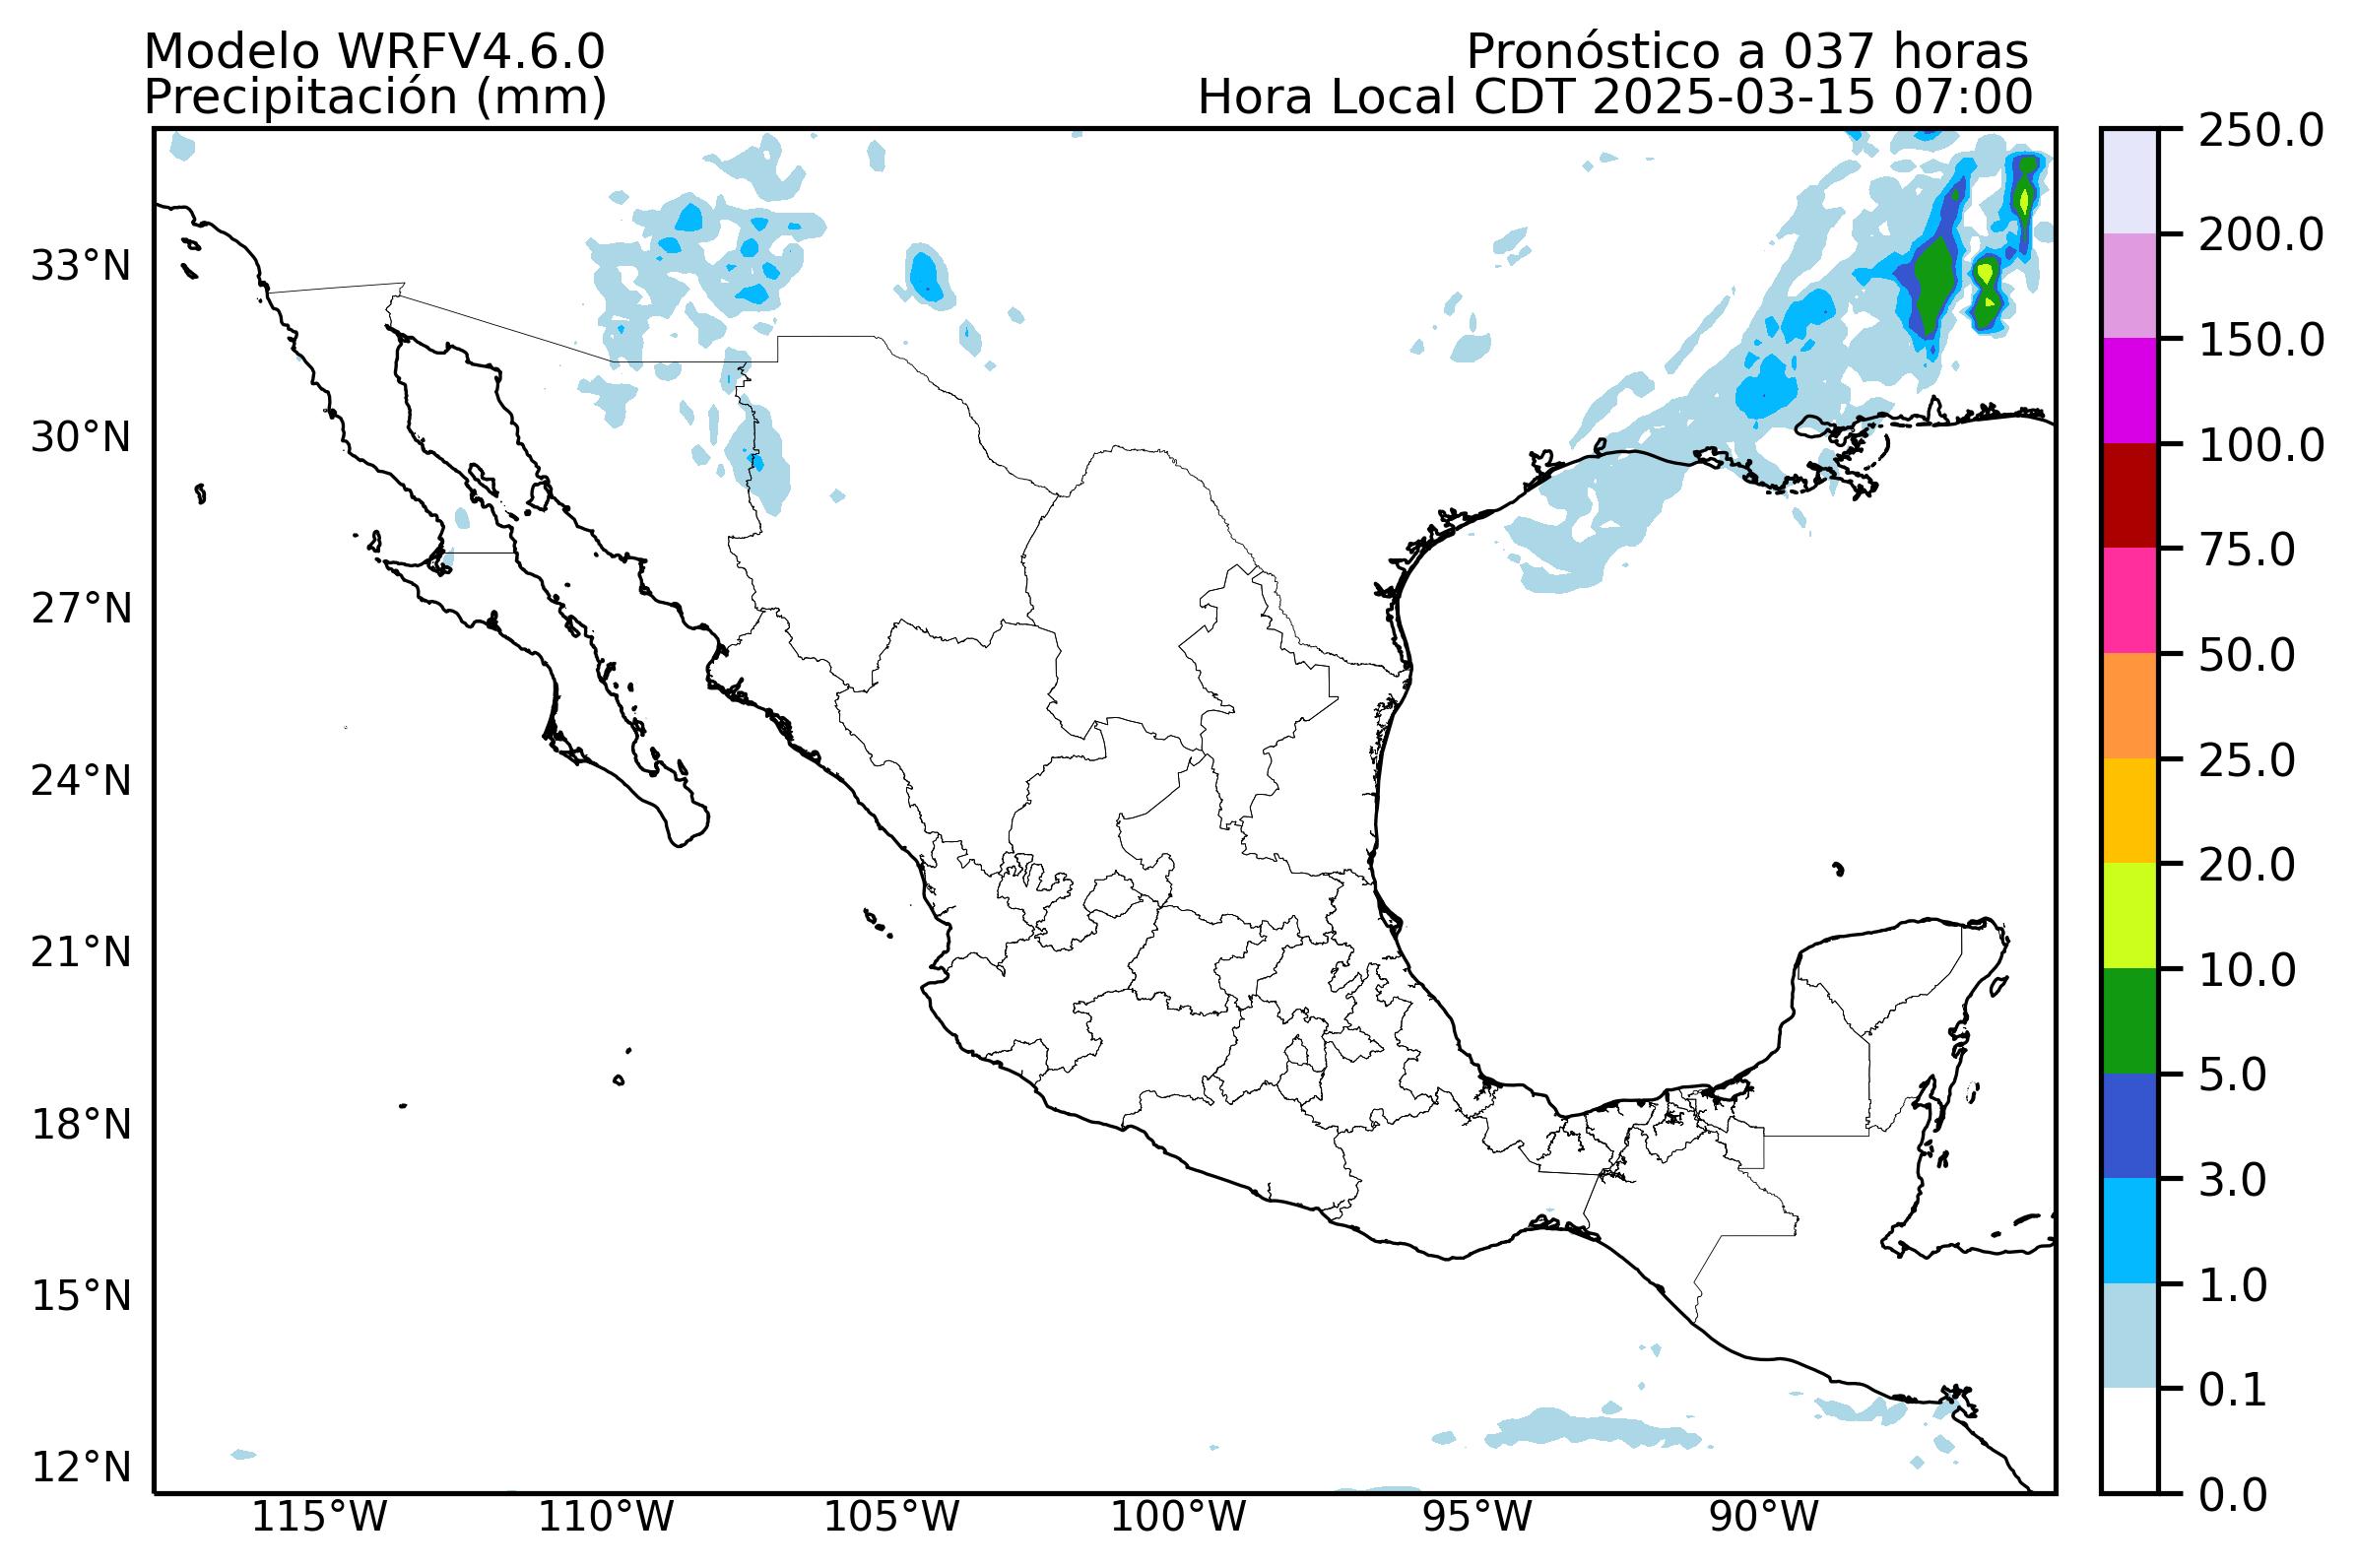 Modelo WRFV4.6.0
Pronóstico a 037 horas
Precipitación (mm)
Hora Local CDT 2025-03-15 07:00
33°N
30°N
27°N
24°N
21°N
18°N
15°N
12°N
115°W
110°W
105°W
100°W
95°W
90°W
250.0
200.0
150.0
100.0
75.0
50.0
25.0
20.0
10.0
5.0
3.0
1.0
0.1
0.0